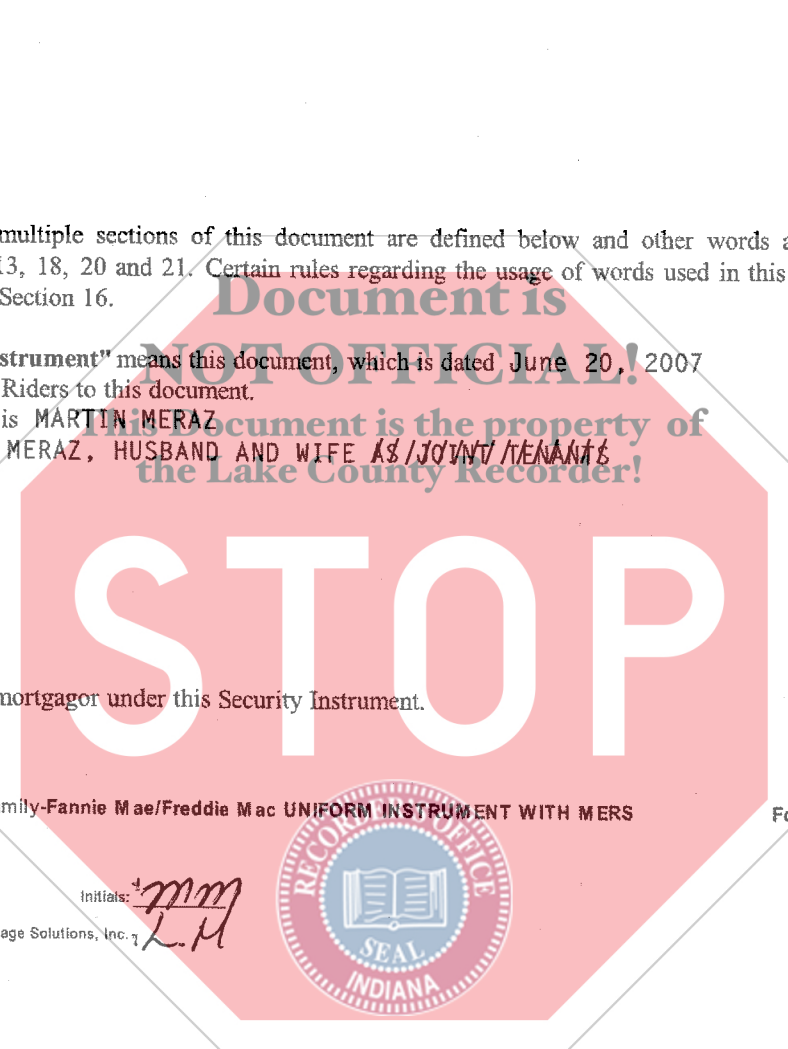 multiple sections of this document are defined below and other words a
13, 18, 20 and 21. Certain rules regarding the usage of words used in this
Section 16.
Document is
strument" means this document, which is dated June 20, 2007
NOT OFFICIAL!
Riders to this document.
is MARTIN MERAZ
This Document is the property of
MERAZ, HUSBAND AND WIFE AS JOINT TENANTS
the Lake County Recorder!
STOP
mortgagor under this Security Instrument.
mily-Fannie Mae/Freddie Mac UNIFORM INSTRUMENT WITH MERS Fo
RECORDER'S OFFICE
Initials: MM
age Solutions, Inc. L.M
SEAL
INDIANA